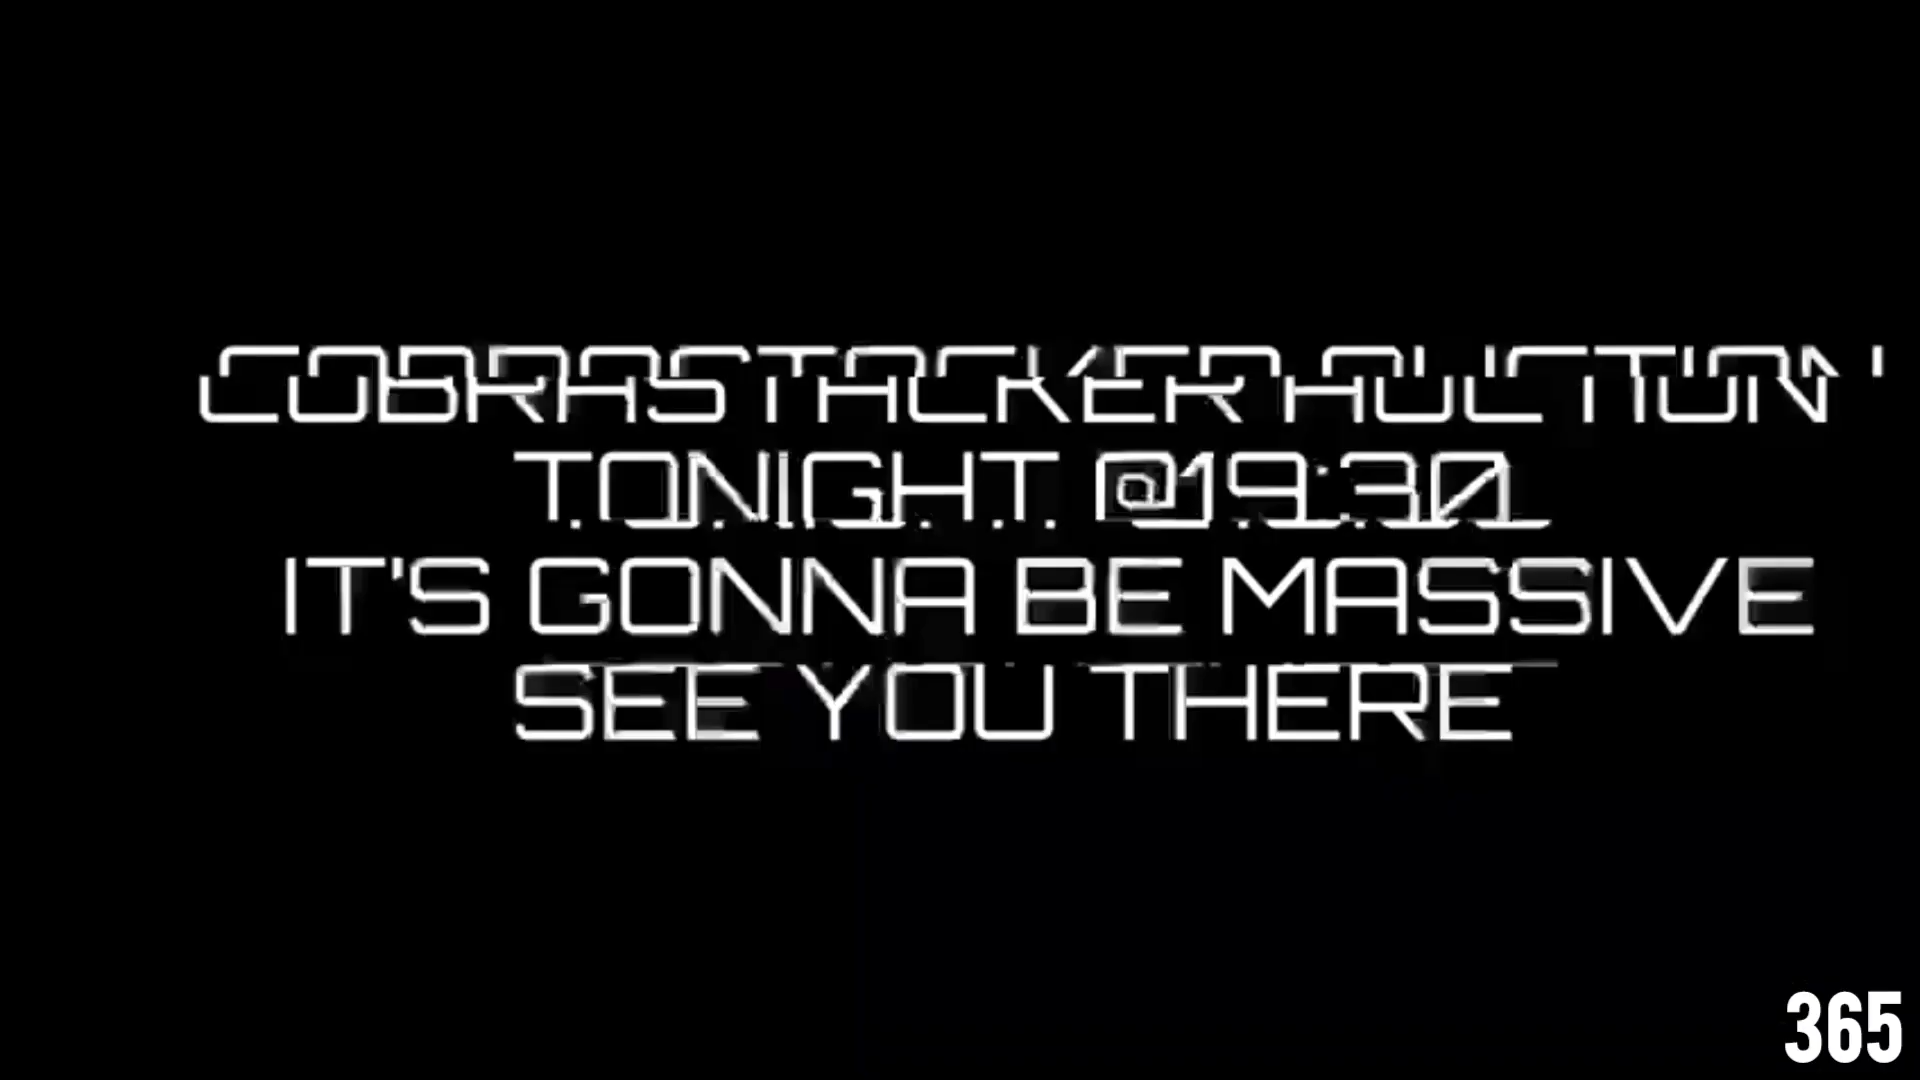 COBRASTACKER AUCTION
TONIGHT @19:30
IT'S GONNA BE MASSIVE
SEE YOU THERE
365